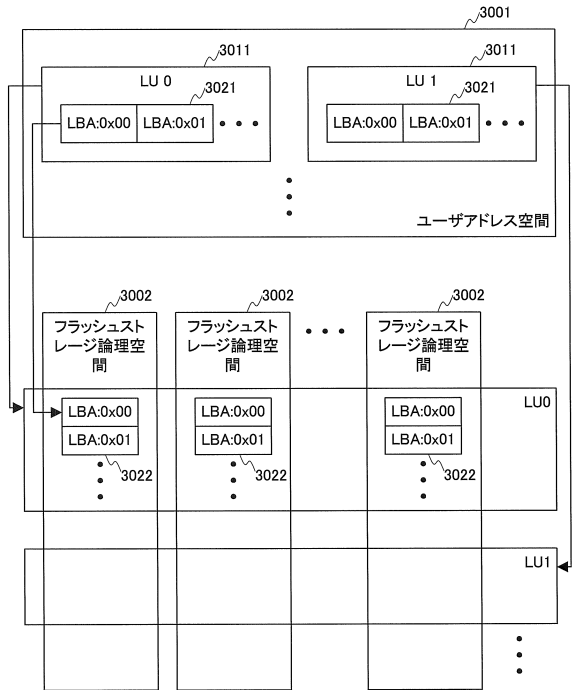 3001
3011
3011
LU 0
LU 1
3021
3021
LBA:0x00 LBA:0x01
LBA:0x00 LBA:0x01
ユーザアドレス空間
3002
3002
3002
フラッシュスト
レージ論理空
間
フラッシュスト
レージ論理空
間
フラッシュスト
レージ論理空
間
LU0
LBA:0x00
LBA:0x01
3022
LBA:0x00
LBA:0x01
3022
LBA:0x00
LBA:0x01
3022
LU1